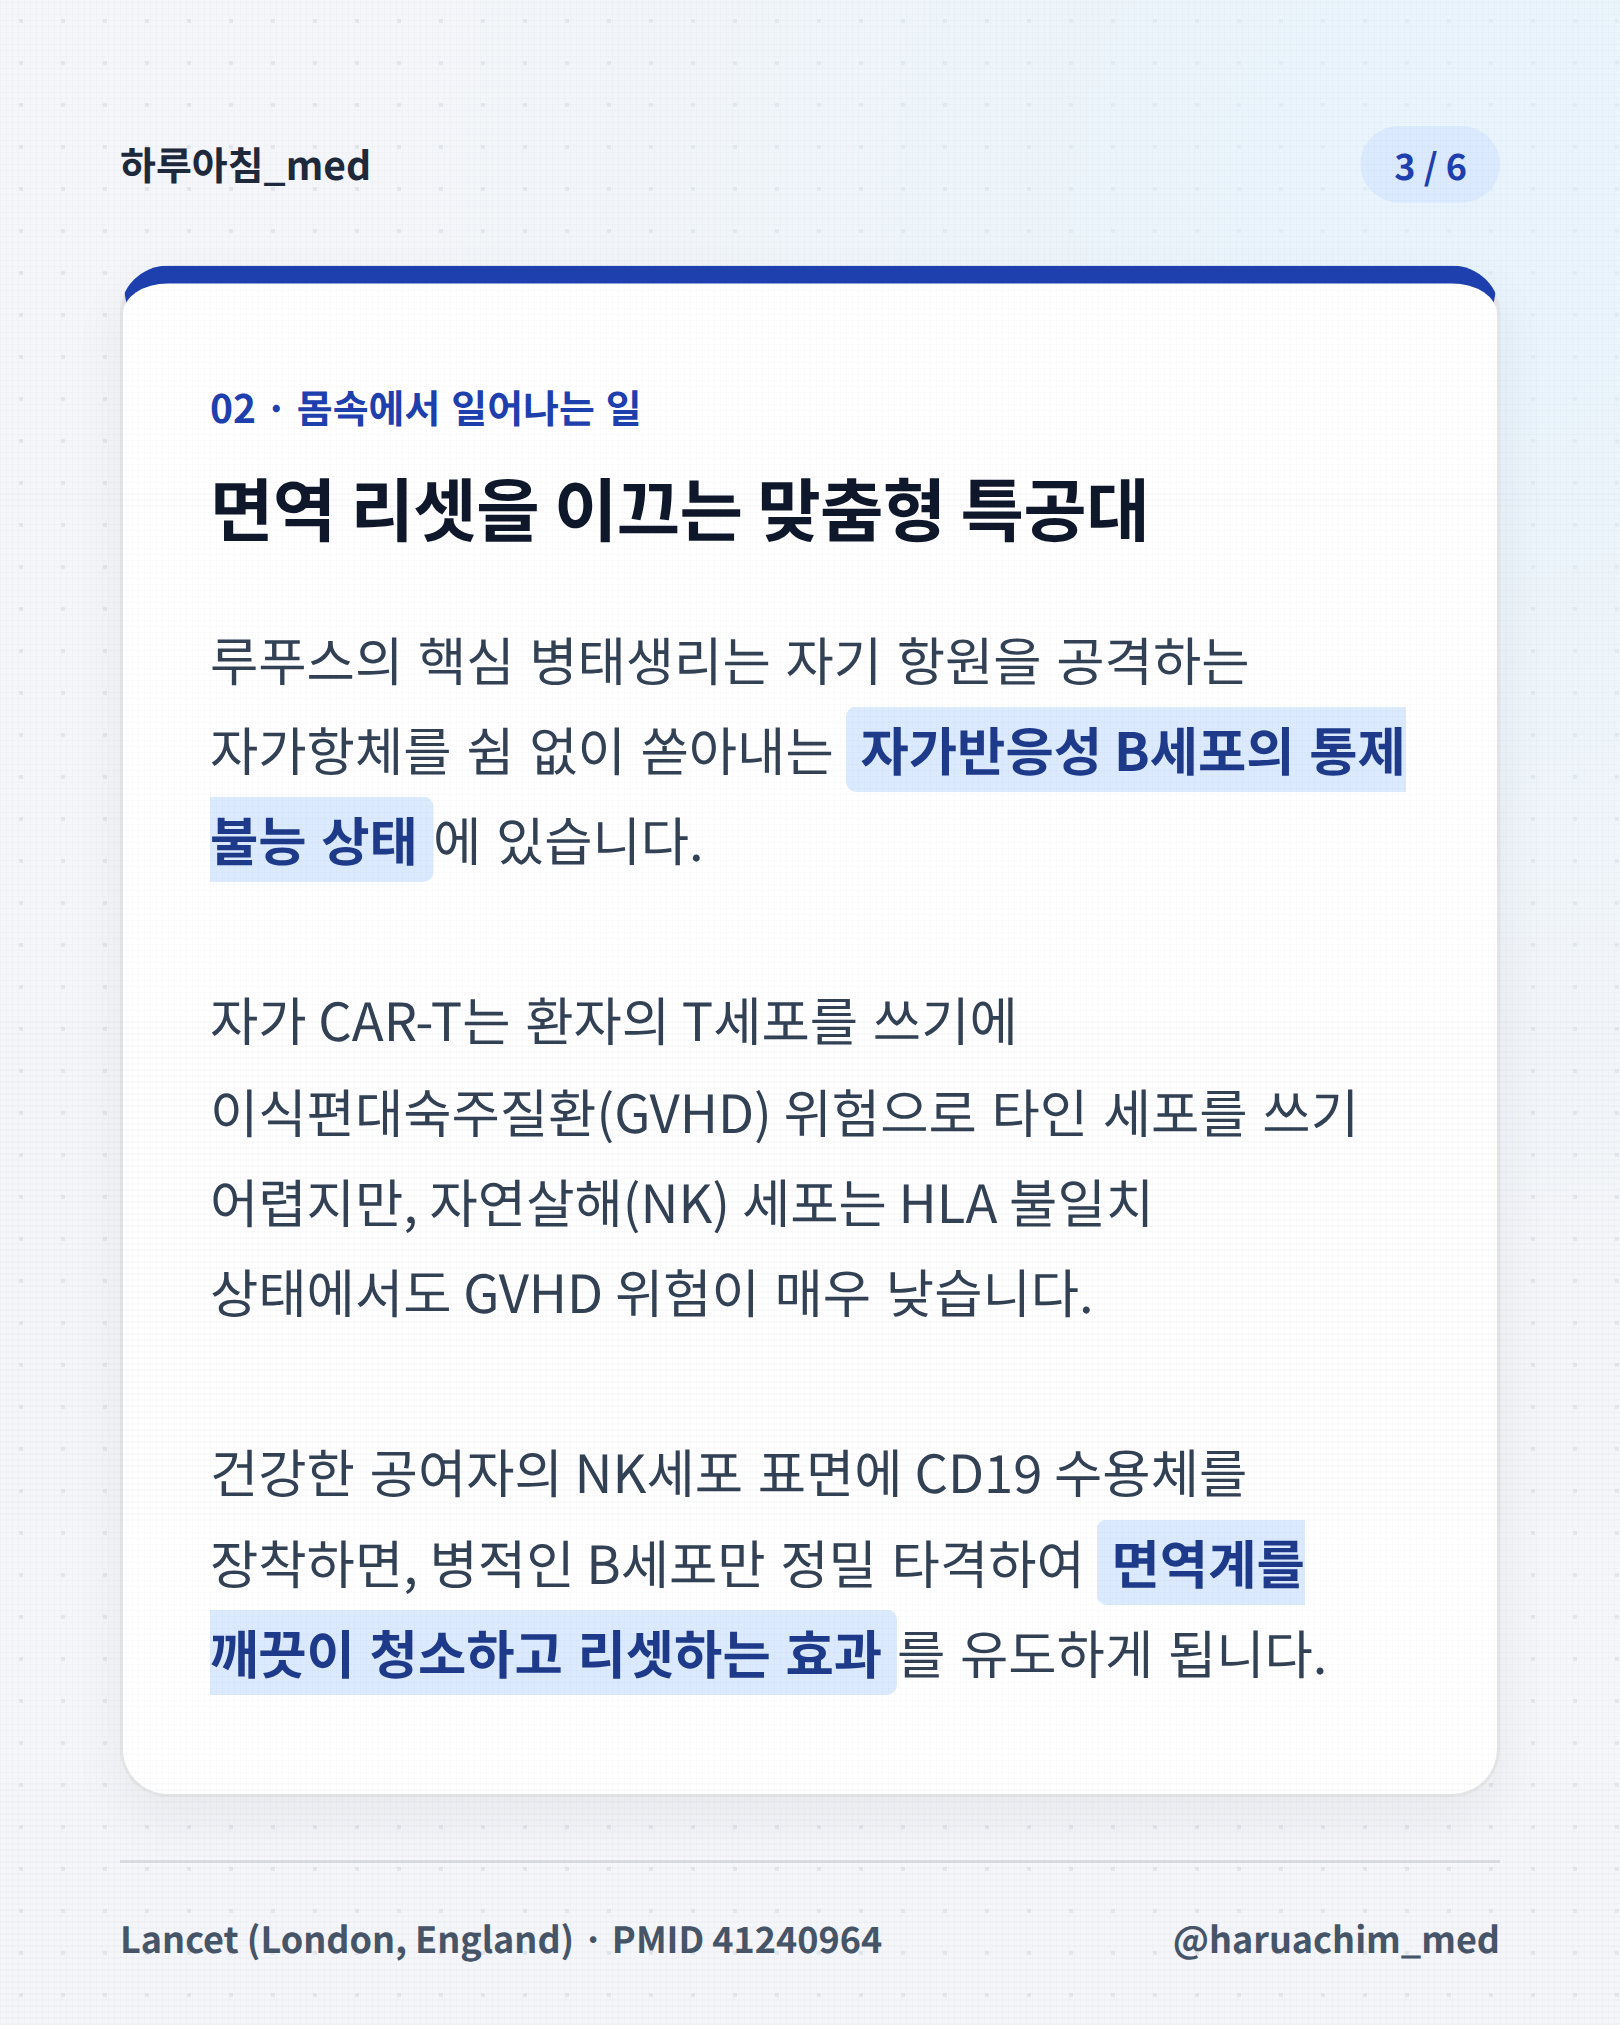 하루아침_med
3 / 6
02 · 몸속에서 일어나는 일
면역 리셋을 이끄는 맞춤형 특공대
루푸스의 핵심 병태생리는 자기 항원을 공격하는
자가항체를 쉼 없이 쏟아내는 자가반응성 B세포의 통제
불능 상태에 있습니다.
자가 CAR-T는 환자의 T세포를 쓰기에
이식편대숙주질환(GVHD) 위험으로 타인 세포를 쓰기
어렵지만, 자연살해(NK) 세포는 HLA 불일치
상태에서도 GVHD 위험이 매우 낮습니다.
건강한 공여자의 NK세포 표면에 CD19 수용체를
장착하면, 병적인 B세포만 정밀 타격하여 면역계를
깨끗이 청소하고 리셋하는 효과를 유도하게 됩니다.
Lancet (London, England) · PMID 41240964
@haruachim_med